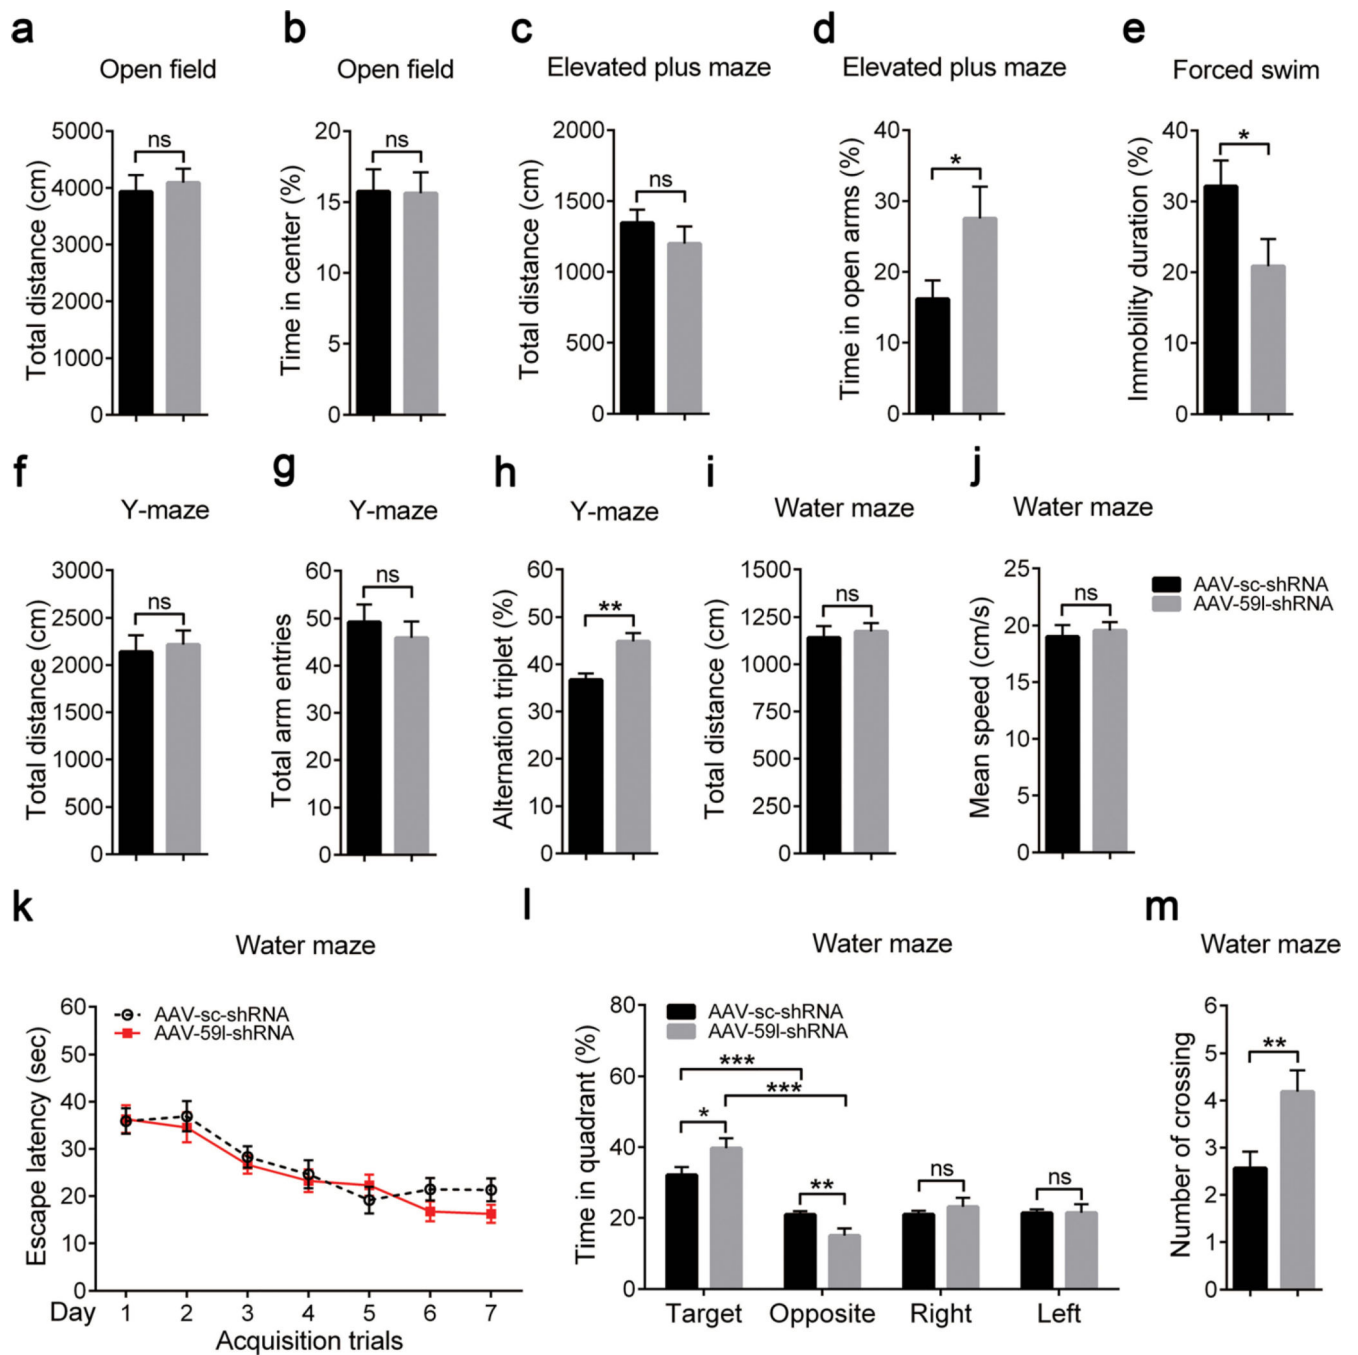 a
b
c
d
e
Open field
Open field
Elevated plus maze
Elevated plus maze
Forced swim
Total distance (cm)
5000
4000
3000
2000
1000
0
ns
Time in center (%)
20
15
10
5
0
ns
Total distance (cm)
2000
1500
1000
500
0
ns
Time in open arms (%)
40
30
20
10
0
*
Immobility duration (%)
40
30
20
10
0
*
f
g
h
i
j
Y-maze
Y-maze
Y-maze
Water maze
Water maze
Total distance (cm)
3000
2500
2000
1500
1000
500
0
ns
Total arm entries
60
50
40
30
20
10
0
ns
Alternation triplet (%)
60
50
40
30
20
10
0
**
Total distance (cm)
1500
1250
1000
750
500
250
0
ns
Mean speed (cm/s)
25
20
15
10
5
0
ns
AAV-sc-shRNA
AAV-59I-shRNA
k
l
m
Water maze
Water maze
Water maze
Escape latency (sec)
60
50
40
30
20
10
0
AAV-sc-shRNA
AAV-59I-shRNA
Day 1 2 3 4 5 6 7
Acquisition trials
Time in quadrant (%)
80
60
40
20
0
AAV-sc-shRNA
AAV-59I-shRNA
***
***
*
**
ns
ns
Target Opposite Right Left
Number of crossing
6
5
4
3
2
1
0
**